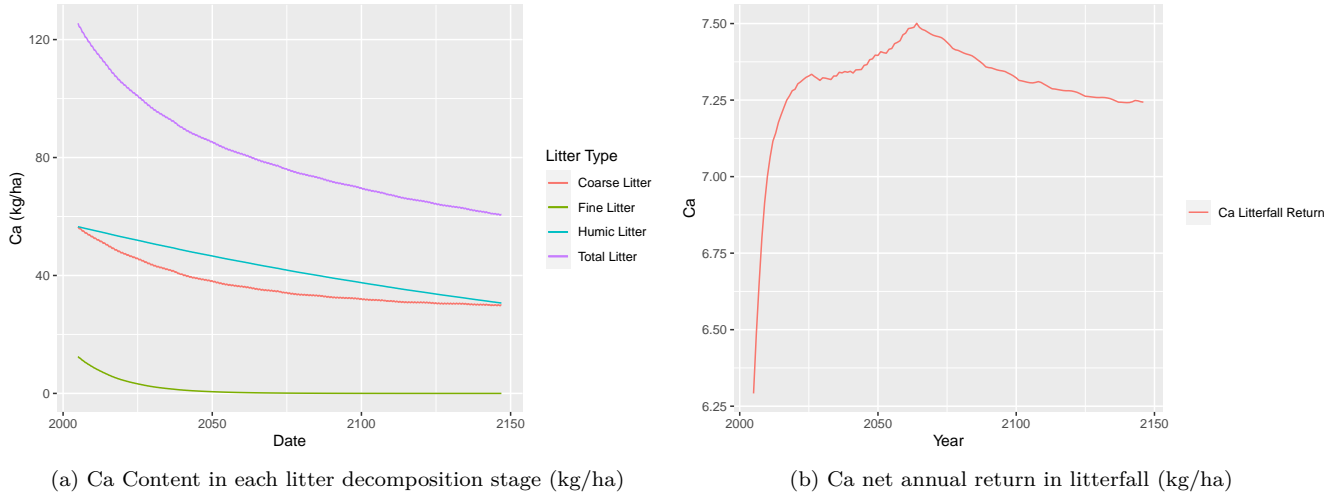 120
80
40
0
Ca (kg/ha)
2000
2050
2100
2150
Date
Litter Type
Coarse Litter
Fine Litter
Humic Litter
Total Litter
(a) Ca Content in each litter decomposition stage (kg/ha)
7.50
7.25
7.00
6.75
6.50
6.25
Ca
2000
2050
2100
2150
Year
Ca Litterfall Return
(b) Ca net annual return in litterfall (kg/ha)